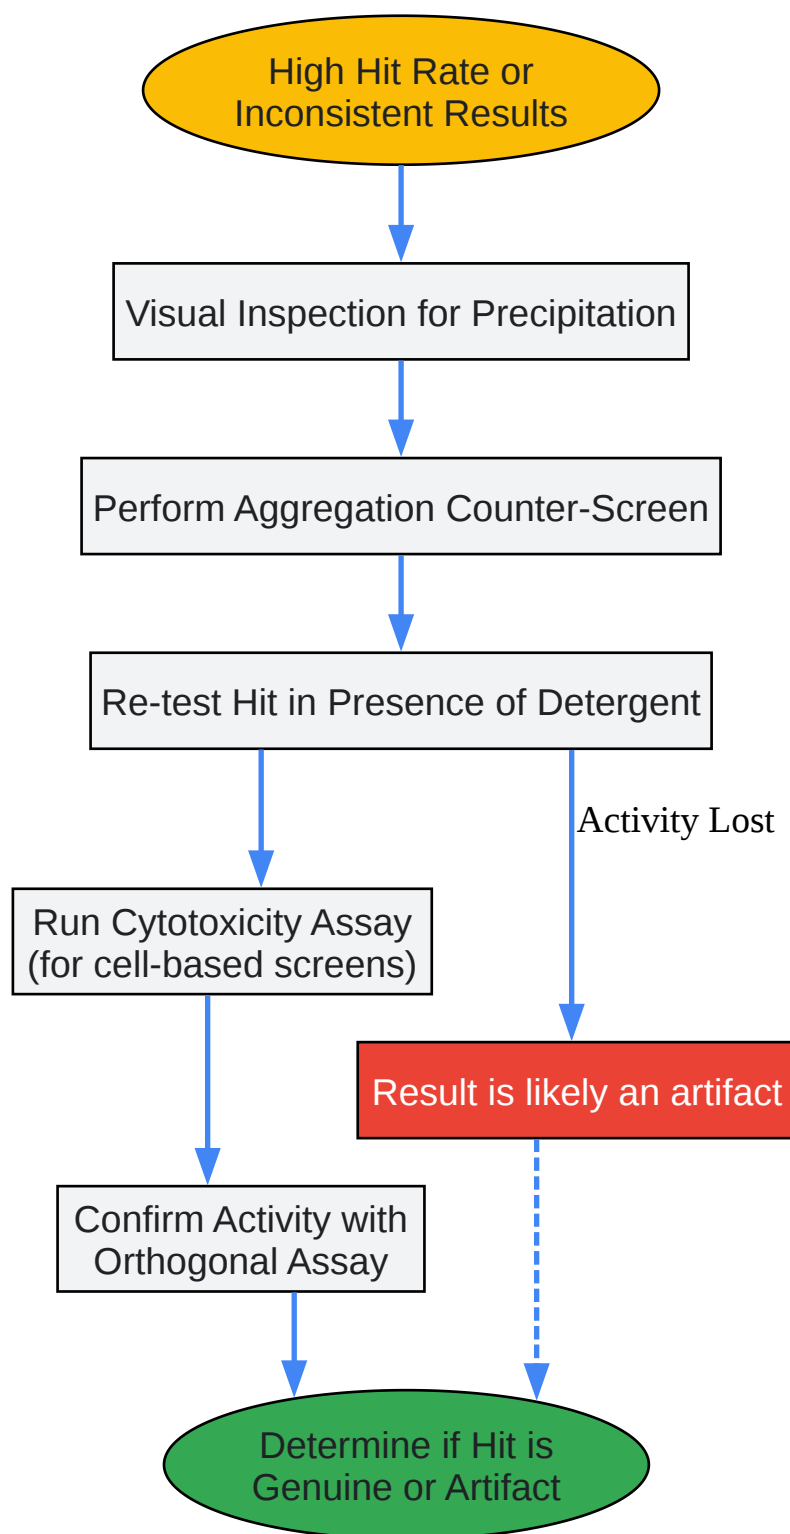 High Hit Rate or
Inconsistent Results
Visual Inspection for Precipitation
Perform Aggregation Counter-Screen
Re-test Hit in Presence of Detergent
Activity Lost
Run Cytotoxicity Assay
(for cell-based screens)
Result is likely an artifact
Confirm Activity with
Orthogonal Assay
Determine if Hit is
Genuine or Artifact